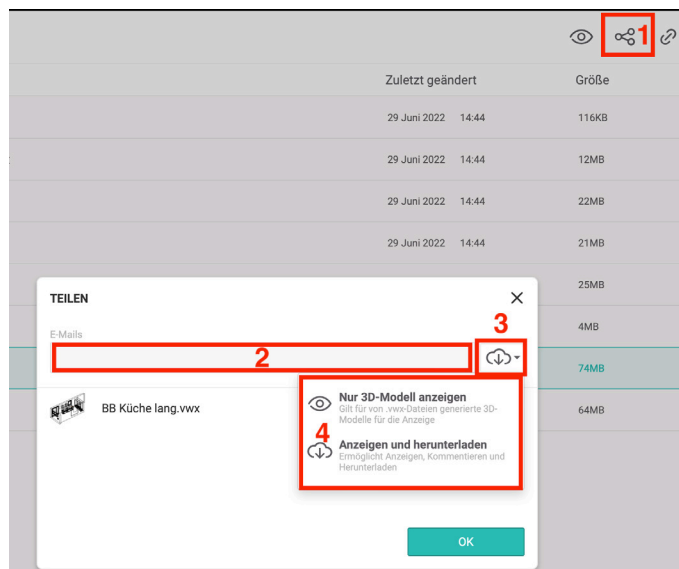 1
Zuletzt geändert Größe
29 Juni 2022 14:44 116KB
29 Juni 2022 14:44 12MB
29 Juni 2022 14:44 22MB
29 Juni 2022 14:44 21MB
25MB
4MB
74MB
64MB
TEILEN
E-Mails
2
3
BB Küche lang.vwx
4
Nur 3D-Modell anzeigen
Gilt für von .vwx-Dateien generierte 3D-
Modelle für die Anzeige
Anzeigen und herunterladen
Ermöglicht Anzeigen, Kommentieren und
Herunterladen
OK